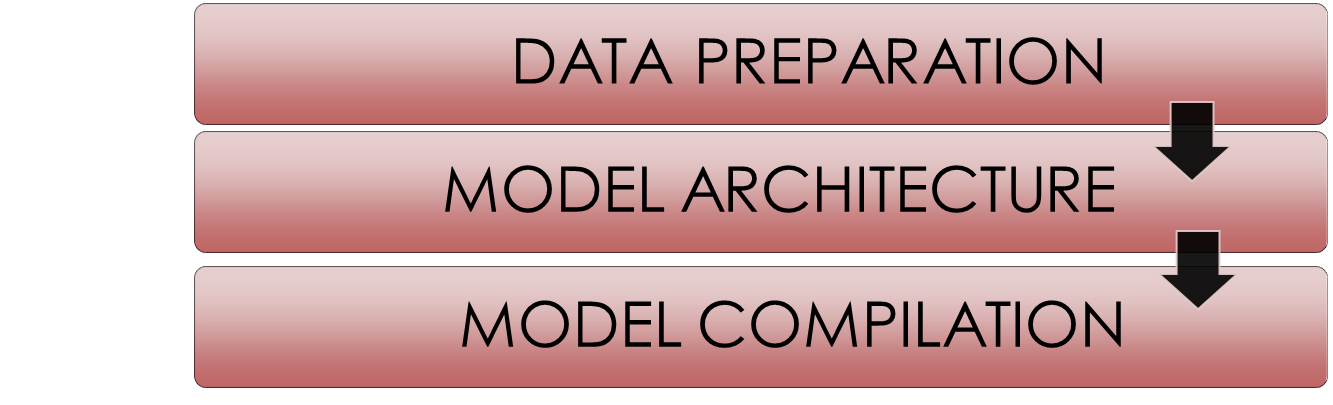 DATA PREPARATION
MODEL ARCHITECTURE
MODEL COMPILATION